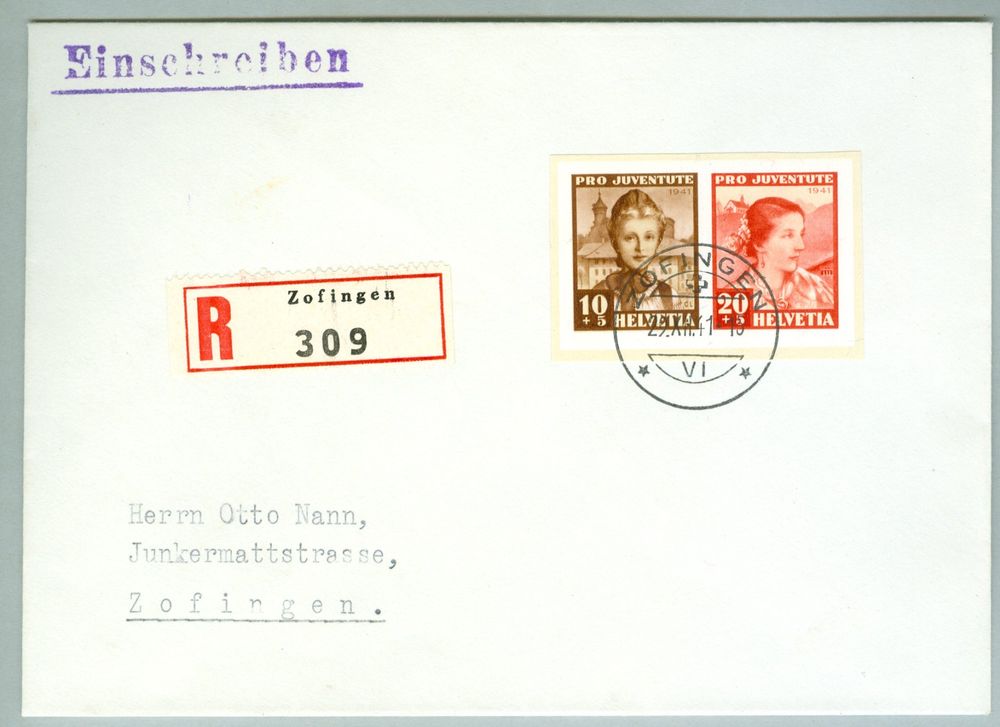 Einschreiben
PRO JUVENTUTE
1941
10
+5
HELVETIA
PRO JUVENTUTE
1941
20
+5
HELVETIA
ZOFINGEN
VI
R
Zofingen
309
Herrn Otto Nann,
Junkermattstrasse,
Zofingen.